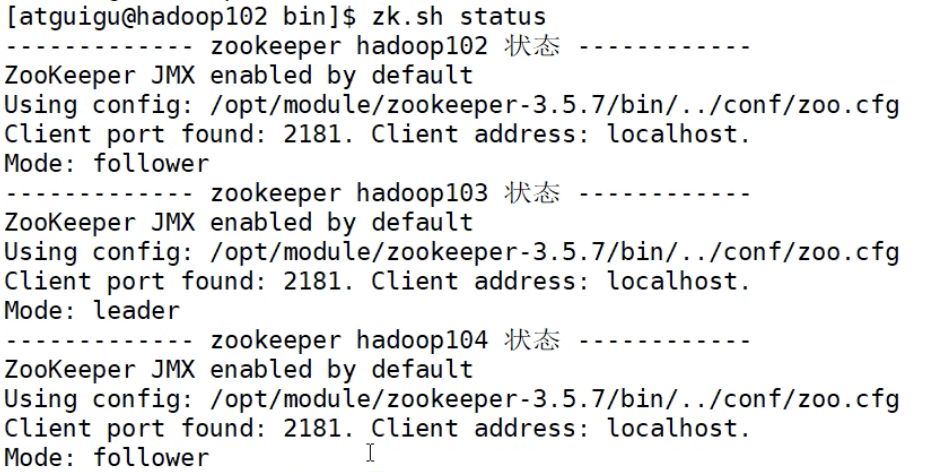 [atguigu@hadoop102 bin]$ zk.sh status
------------- zookeeper hadoop102 状态 ------------
ZooKeeper JMX enabled by default
Using config: /opt/module/zookeeper-3.5.7/bin/../conf/zoo.cfg
Client port found: 2181. Client address: localhost.
Mode: follower
------------- zookeeper hadoop103 状态 ------------
ZooKeeper JMX enabled by default
Using config: /opt/module/zookeeper-3.5.7/bin/../conf/zoo.cfg
Client port found: 2181. Client address: localhost.
Mode: leader
------------- zookeeper hadoop104 状态 ------------
ZooKeeper JMX enabled by default
Using config: /opt/module/zookeeper-3.5.7/bin/../conf/zoo.cfg
Client port found: 2181. Client address: localhost.
Mode: follower